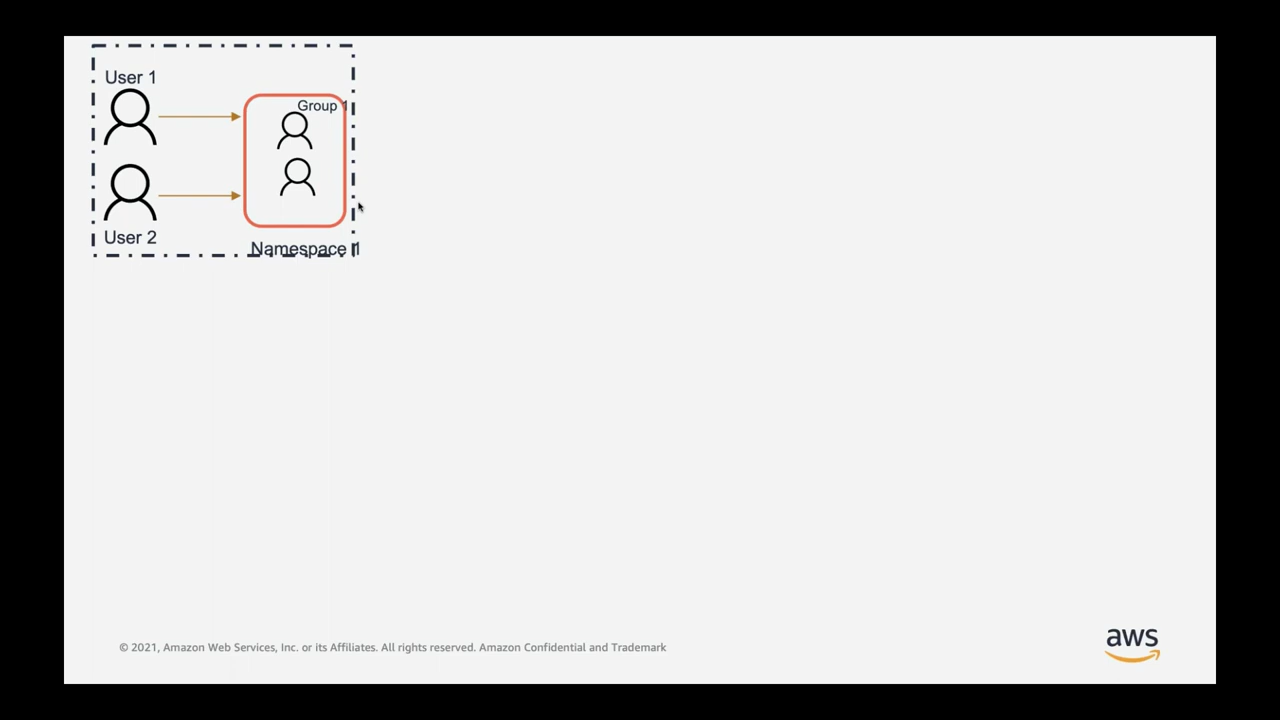 User 1
Group 1
User 2
Namespace 1
© 2021, Amazon Web Services, Inc. or its Affiliates. All rights reserved. Amazon Confidential and Trademark
aws